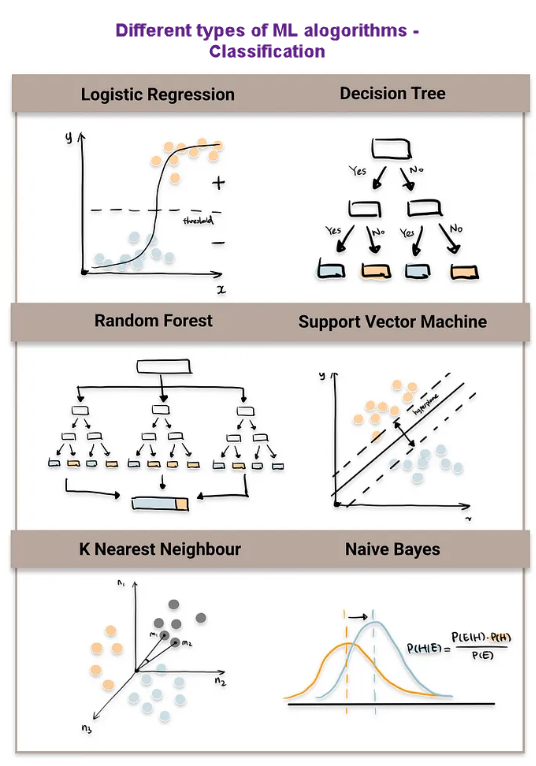 Different types of ML alogorithms -
Classification
Logistic Regression
Decision Tree
y
+
threshold
−
x
Yes
No
Yes
No
Yes
No
Random Forest
Support Vector Machine
y
hyperplane
x
K Nearest Neighbour
Naive Bayes
n1
m1
m2
n2
n3
P(H|E) = P(E|H) · P(H)
P(E)